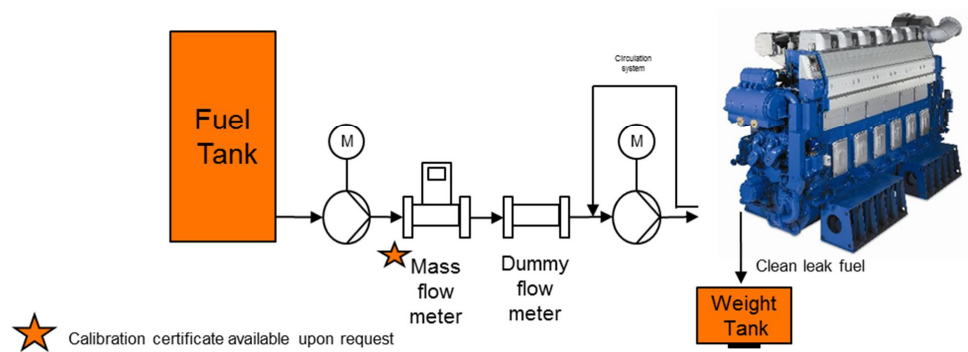 Circulation
system
Fuel
Tank
M
M
Mass
flow
meter
Dummy
flow
meter
Clean leak fuel
Weight
Tank
Calibration certificate available upon request